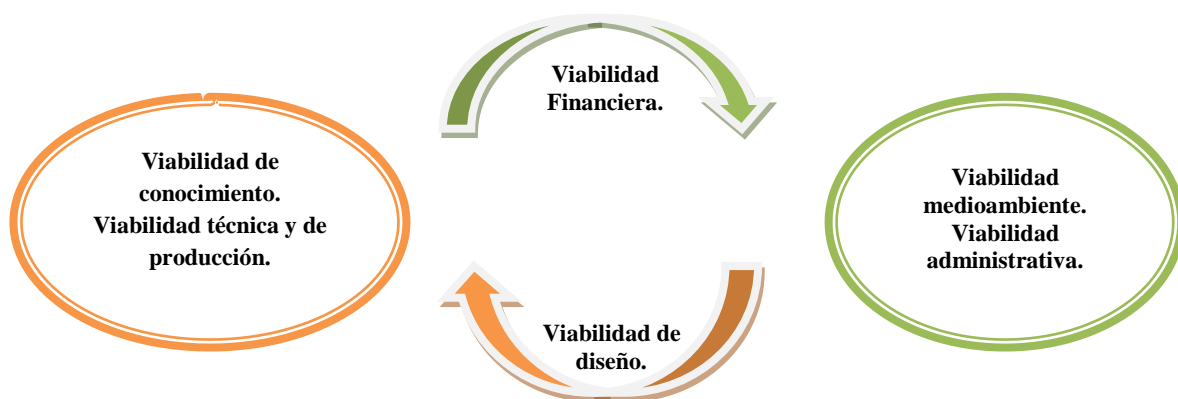 Viabilidad
Financiera.
Viabilidad de
conocimiento.
Viabilidad técnica y de
producción.
Viabilidad
medioambiente.
Viabilidad
administrativa.
Viabilidad de
diseño.